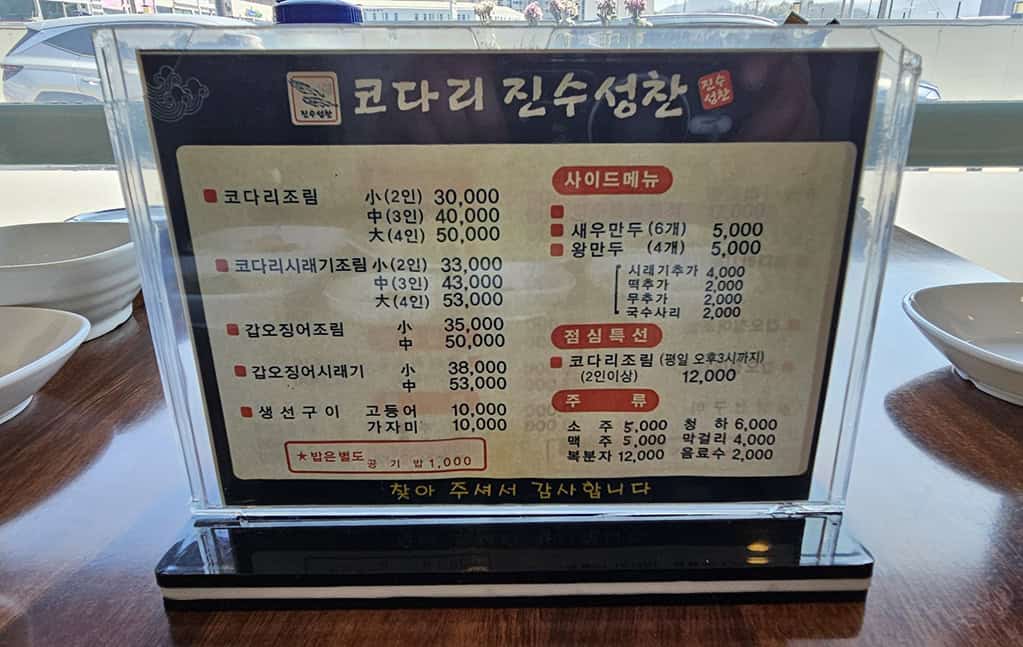 진수성찬
코다리 진수성찬
진수
성찬
코다리조림 小(2인) 30,000
中(3인) 40,000
大(4인) 50,000
코다리시래기조림 小(2인) 33,000
中(3인) 43,000
大(4인) 53,000
갑오징어조림 小 35,000
中 50,000
갑오징어시래기 小 38,000
中 53,000
생선구이 고등어 10,000
가자미 10,000
★밥은별도 공기밥 1,000
사이드메뉴
새우만두 (6개) 5,000
왕만두 (4개) 5,000
시래기추가 4,000
떡추가 2,000
무추가 2,000
국수사리 2,000
점심특선
코다리조림 (평일 오후3시까지)
(2인이상) 12,000
주 류
소 주 5,000 청 하 6,000
맥 주 5,000 막걸리 4,000
복분자 12,000 음료수 2,000
찾아 주셔서 감사합니다